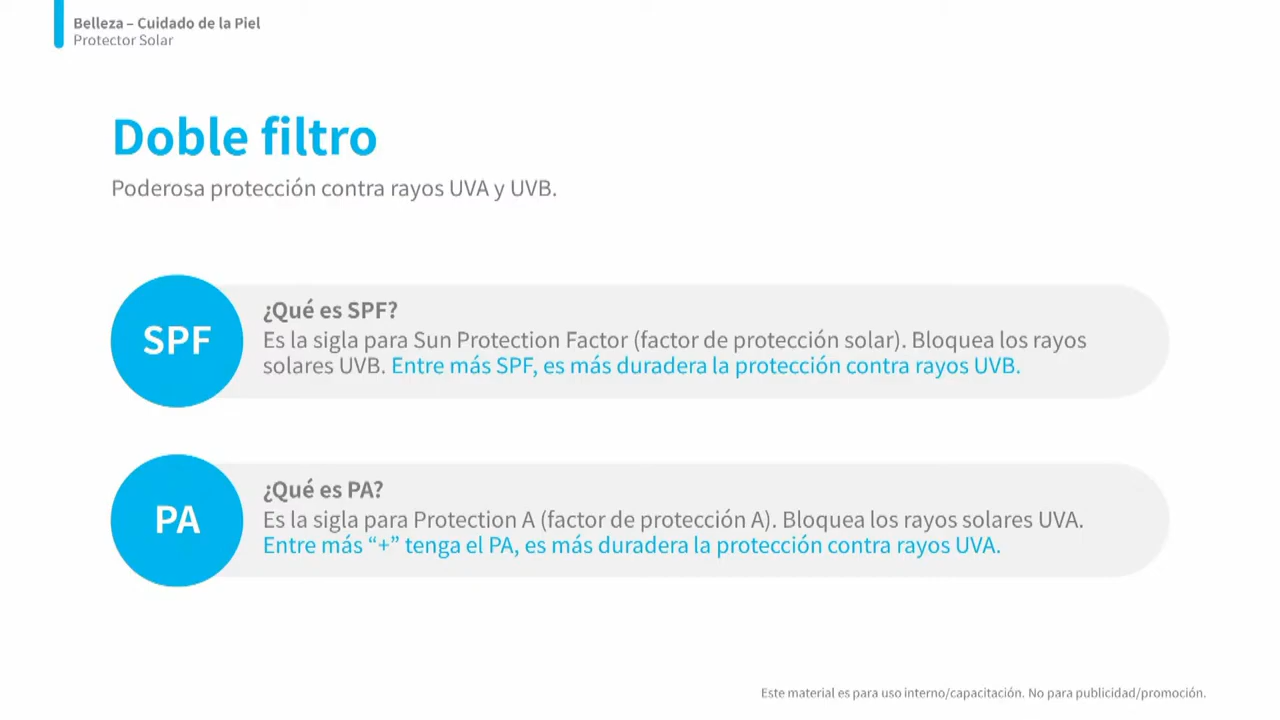 Belleza – Cuidado de la Piel
Protector Solar
Doble filtro
Poderosa protección contra rayos UVA y UVB.
SPF
¿Qué es SPF?
Es la sigla para Sun Protection Factor (factor de protección solar). Bloquea los rayos
solares UVB. Entre más SPF, es más duradera la protección contra rayos UVB.
PA
¿Qué es PA?
Es la sigla para Protection A (factor de protección A). Bloquea los rayos solares UVA.
Entre más “+” tenga el PA, es más duradera la protección contra rayos UVA.
Este material es para uso interno/capacitación. No para publicidad/promoción.